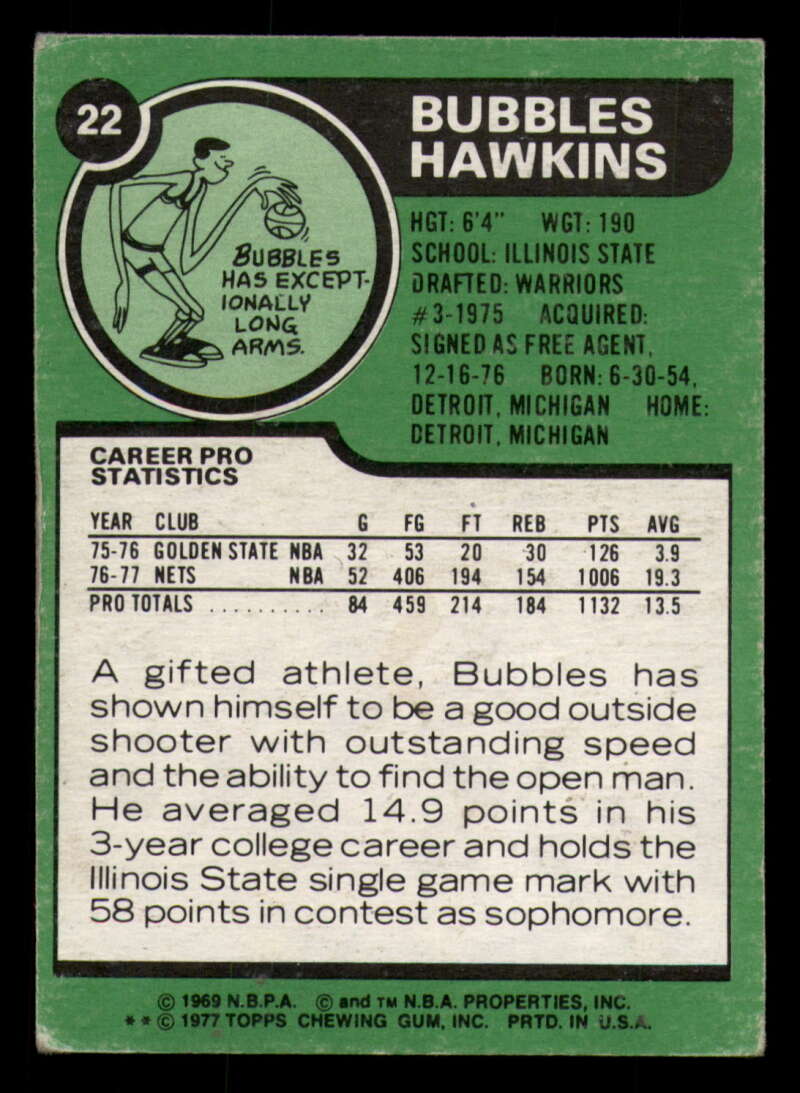 22
BUBBLES
HAWKINS
BUBBLES
HAS EXCEPT-
IONALLY
LONG
ARMS.
HGT: 6'4" WGT: 190
SCHOOL: ILLINOIS STATE
DRAFTED: WARRIORS
#3-1975 ACQUIRED:
SIGNED AS FREE AGENT,
12-16-76 BORN: 6-30-54,
DETROIT, MICHIGAN HOME:
DETROIT, MICHIGAN
CAREER PRO
STATISTICS
YEAR CLUB G FG FT REB PTS AVG
75-76 GOLDEN STATE NBA 32 53 20 30 126 3.9
76-77 NETS NBA 52 406 194 154 1006 19.3
PRO TOTALS .......... 84 459 214 184 1132 13.5
A gifted athlete, Bubbles has
shown himself to be a good outside
shooter with outstanding speed
and the ability to find the open man.
He averaged 14.9 points in his
3-year college career and holds the
Illinois State single game mark with
58 points in contest as sophomore.
© 1969 N.B.P.A. © and TM N.B.A. PROPERTIES, INC.
**© 1977 TOPPS CHEWING GUM, INC. PRTD. IN U.S.A.